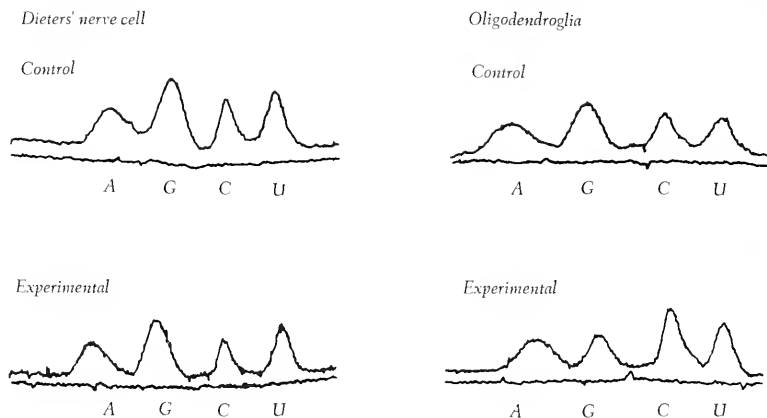 Dieters' nerve cell
Control
A G C U
Oligodendroglia
Control
A G C U
Experimental
A G C U
Experimental
A G C U